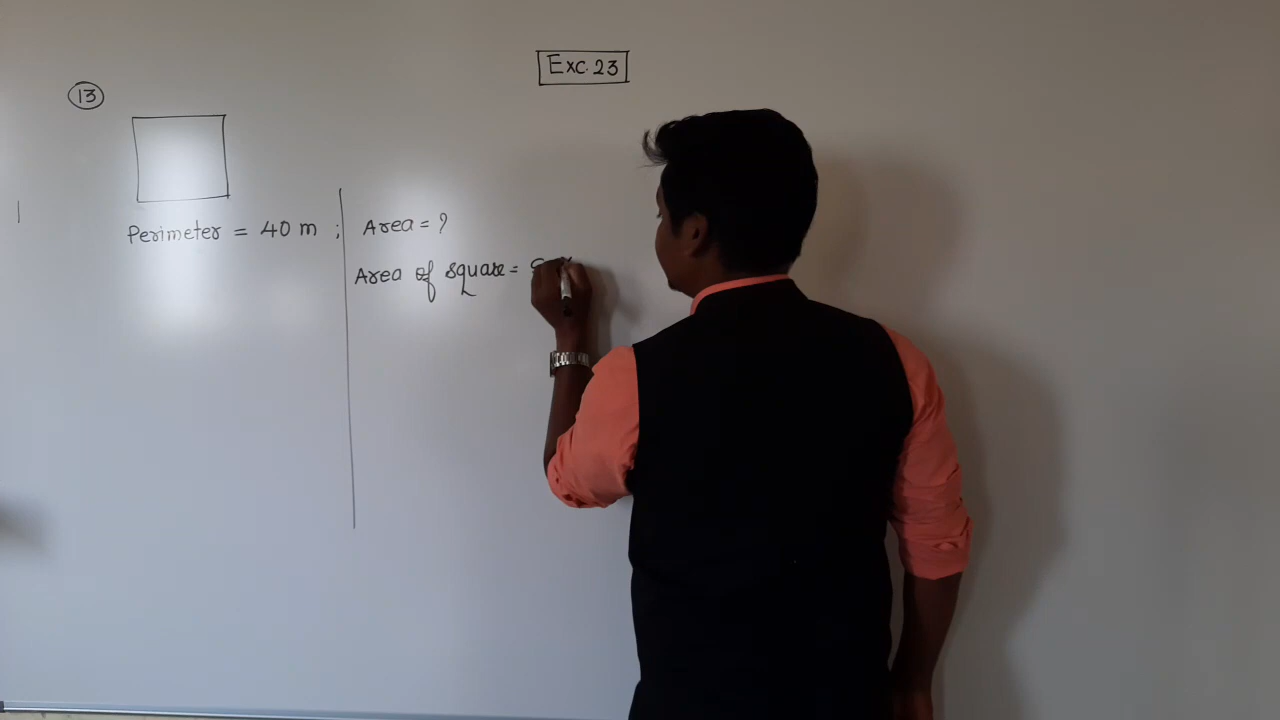 Exc. 23
13
Perimeter = 40 m ; Area = ?
Area of square =